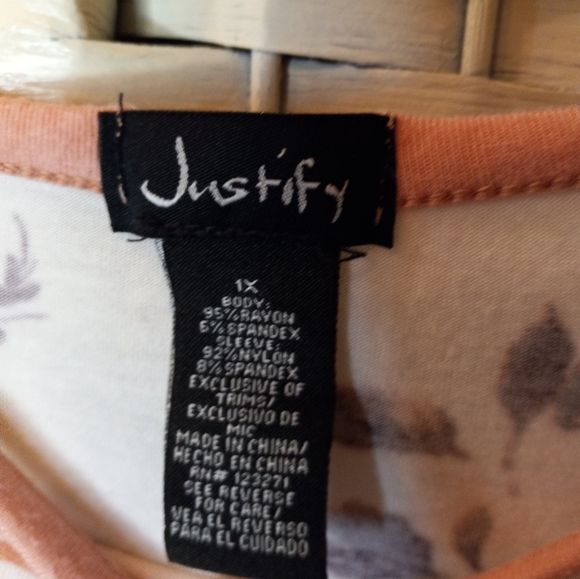 Justify
1X
BODY:
95%RAYON
5%SPANDEX
SLEEVE:
92%NYLON
8%SPANDEX
EXCLUSIVE OF
TRIMS/
EXCLUSIVO DE
MIC
MADE IN CHINA/
HECHO EN CHINA
RN# 123271
SEE REVERSE
FOR CARE/
VEA EL REVERSO
PARA EL CUIDADO